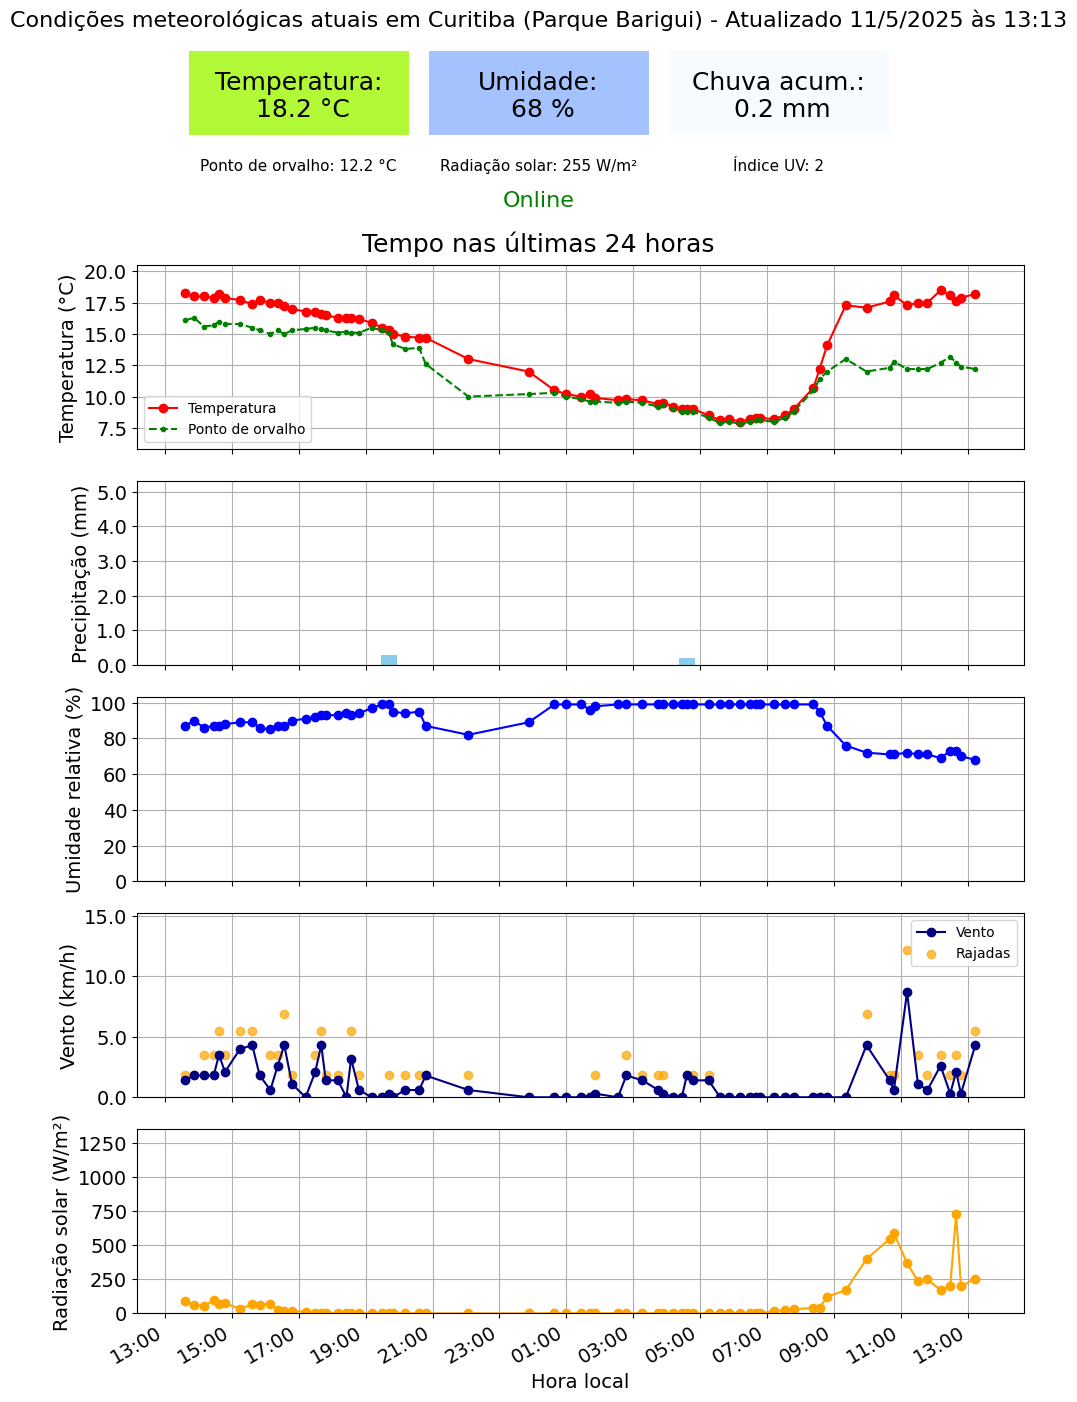 Condições meteorológicas atuais em Curitiba (Parque Barigui) - Atualizado 11/5/2025 às 13:13
Temperatura:
18.2 °C
Umidade:
68 %
Chuva acum.:
0.2 mm
Ponto de orvalho: 12.2 °C
Radiação solar: 255 W/m²
Índice UV: 2
Online
Tempo nas últimas 24 horas
Temperatura (°C)
20.0
17.5
15.0
12.5
10.0
7.5
Temperatura
Ponto de orvalho
Precipitação (mm)
5.0
4.0
3.0
2.0
1.0
0.0
Umidade relativa (%)
100
80
60
40
20
0
Vento (km/h)
15.0
10.0
5.0
0.0
Vento
Rajadas
Radiação solar (W/m²)
1250
1000
750
500
250
0
13:00
15:00
17:00
19:00
21:00
23:00
01:00
03:00
05:00
07:00
09:00
11:00
13:00
Hora local